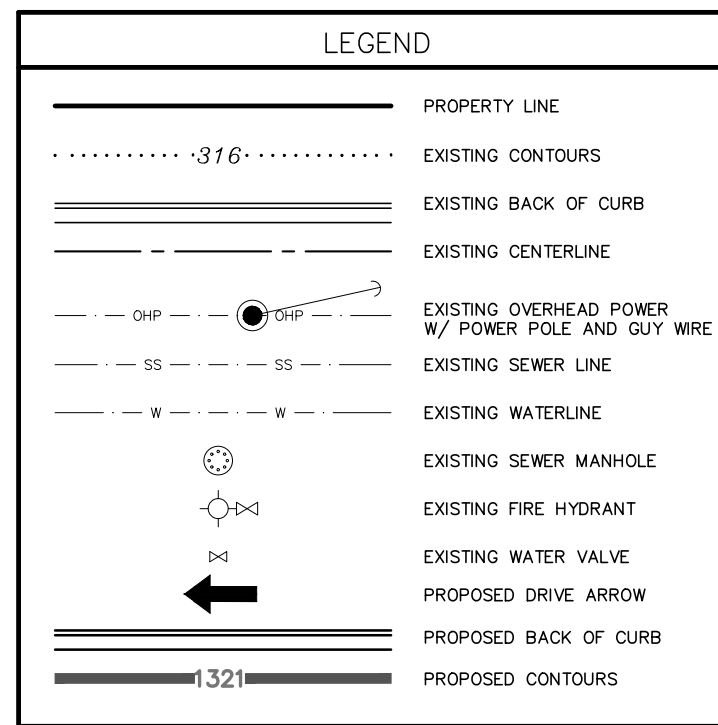 LEGEND
PROPERTY LINE
316 EXISTING CONTOURS
EXISTING BACK OF CURB
EXISTING CENTERLINE
OHP OHP EXISTING OVERHEAD POWER
W/ POWER POLE AND GUY WIRE
SS SS EXISTING SEWER LINE
W W EXISTING WATERLINE
EXISTING SEWER MANHOLE
EXISTING FIRE HYDRANT
EXISTING WATER VALVE
PROPOSED DRIVE ARROW
PROPOSED BACK OF CURB
1321 PROPOSED CONTOURS